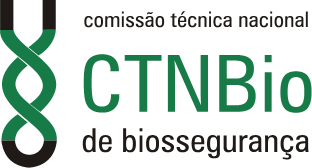 comissão técnica nacional
CTNBio
de biossegurança